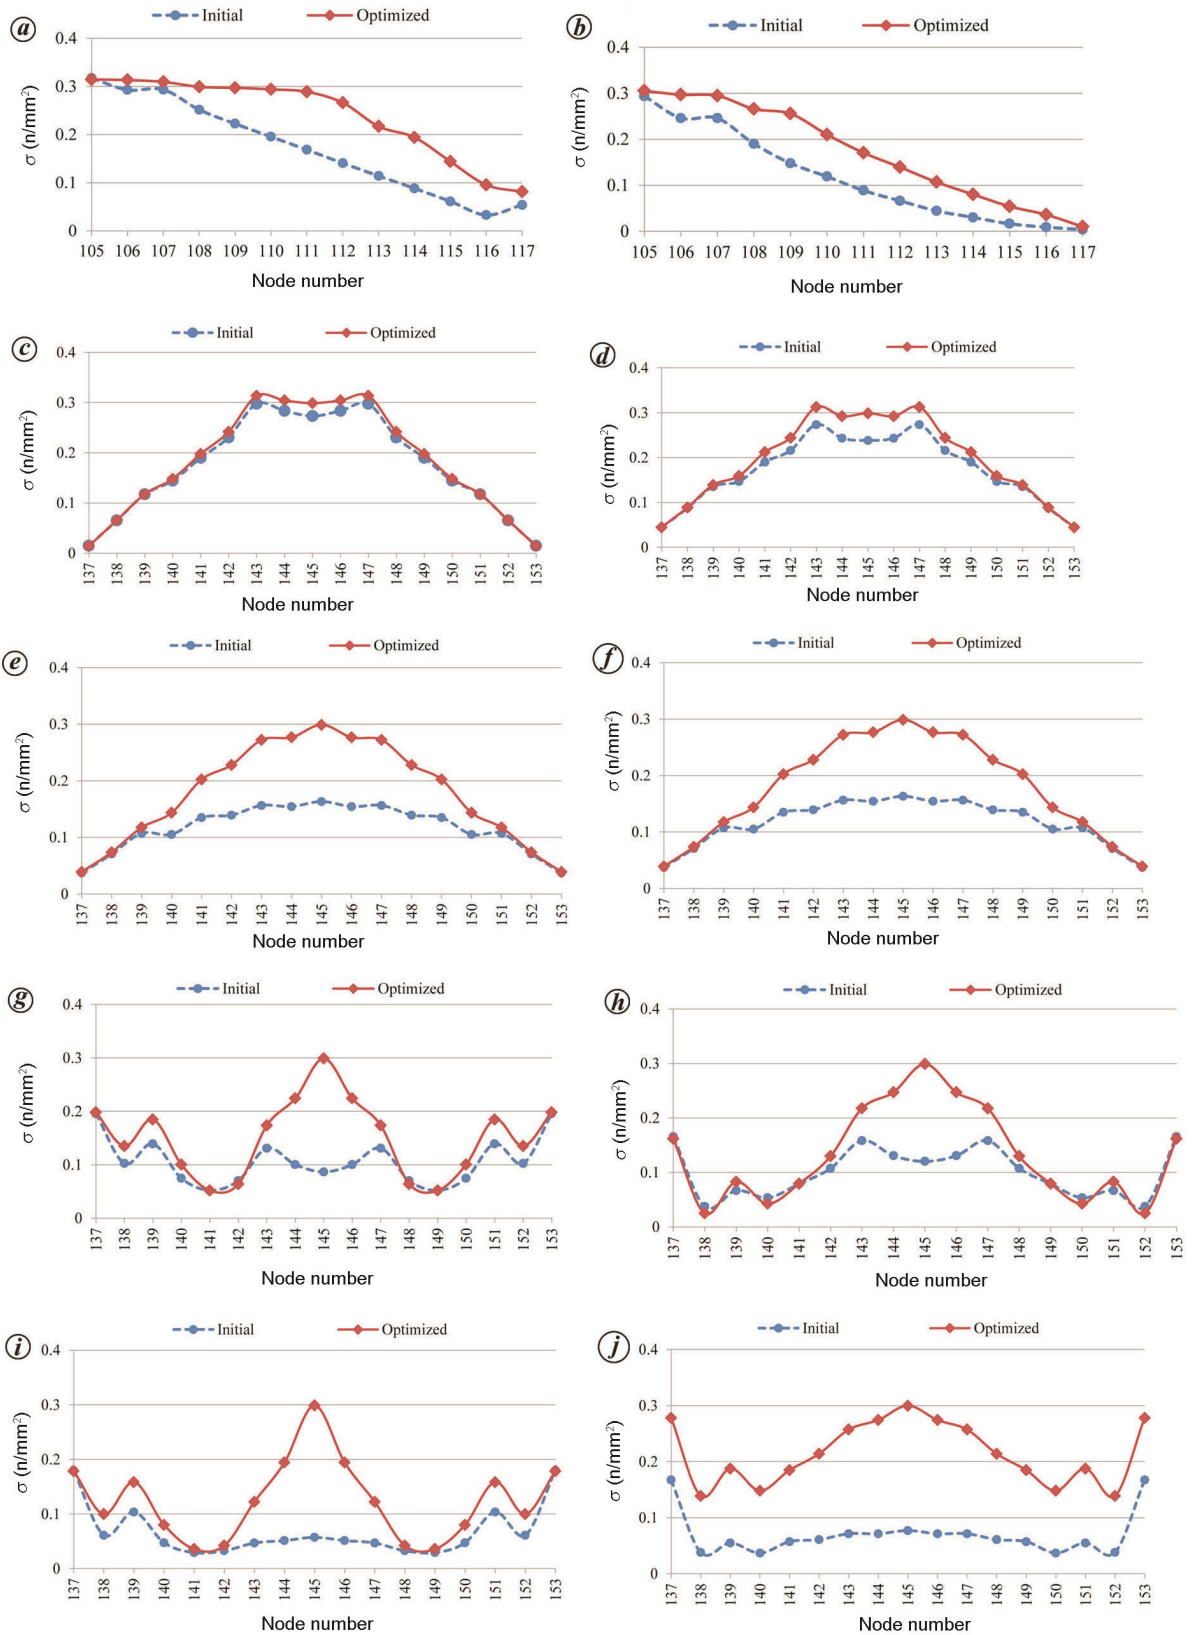 a
Initial Optimized
0.4
0.3
0.2
0.1
0
σ (n/mm²)
105 106 107 108 109 110 111 112 113 114 115 116 117
Node number
b
Initial Optimized
0.4
0.3
0.2
0.1
0
σ (n/mm²)
105 106 107 108 109 110 111 112 113 114 115 116 117
Node number
c
Initial Optimized
0.4
0.3
0.2
0.1
0
σ (n/mm²)
137 138 139 140 141 142 143 144 145 146 147 148 149 150 151 152 153
Node number
d
Initial Optimized
0.4
0.3
0.2
0.1
0
σ (n/mm²)
137 138 139 140 141 142 143 144 145 146 147 148 149 150 151 152 153
Node number
e
Initial Optimized
0.4
0.3
0.2
0.1
0
σ (n/mm²)
137 138 139 140 141 142 143 144 145 146 147 148 149 150 151 152 153
Node number
f
Initial Optimized
0.4
0.3
0.2
0.1
0
σ (n/mm²)
137 138 139 140 141 142 143 144 145 146 147 148 149 150 151 152 153
Node number
g
Initial Optimized
0.4
0.3
0.2
0.1
0
σ (n/mm²)
137 138 139 140 141 142 143 144 145 146 147 148 149 150 151 152 153
Node number
h
Initial Optimized
0.4
0.3
0.2
0.1
0
σ (n/mm²)
137 138 139 140 141 142 143 144 145 146 147 148 149 150 151 152 153
Node number
i
Initial Optimized
0.4
0.3
0.2
0.1
0
σ (n/mm²)
137 138 139 140 141 142 143 144 145 146 147 148 149 150 151 152 153
Node number
j
Initial Optimized
0.4
0.3
0.2
0.1
0
σ (n/mm²)
137 138 139 140 141 142 143 144 145 146 147 148 149 150 151 152 153
Node number